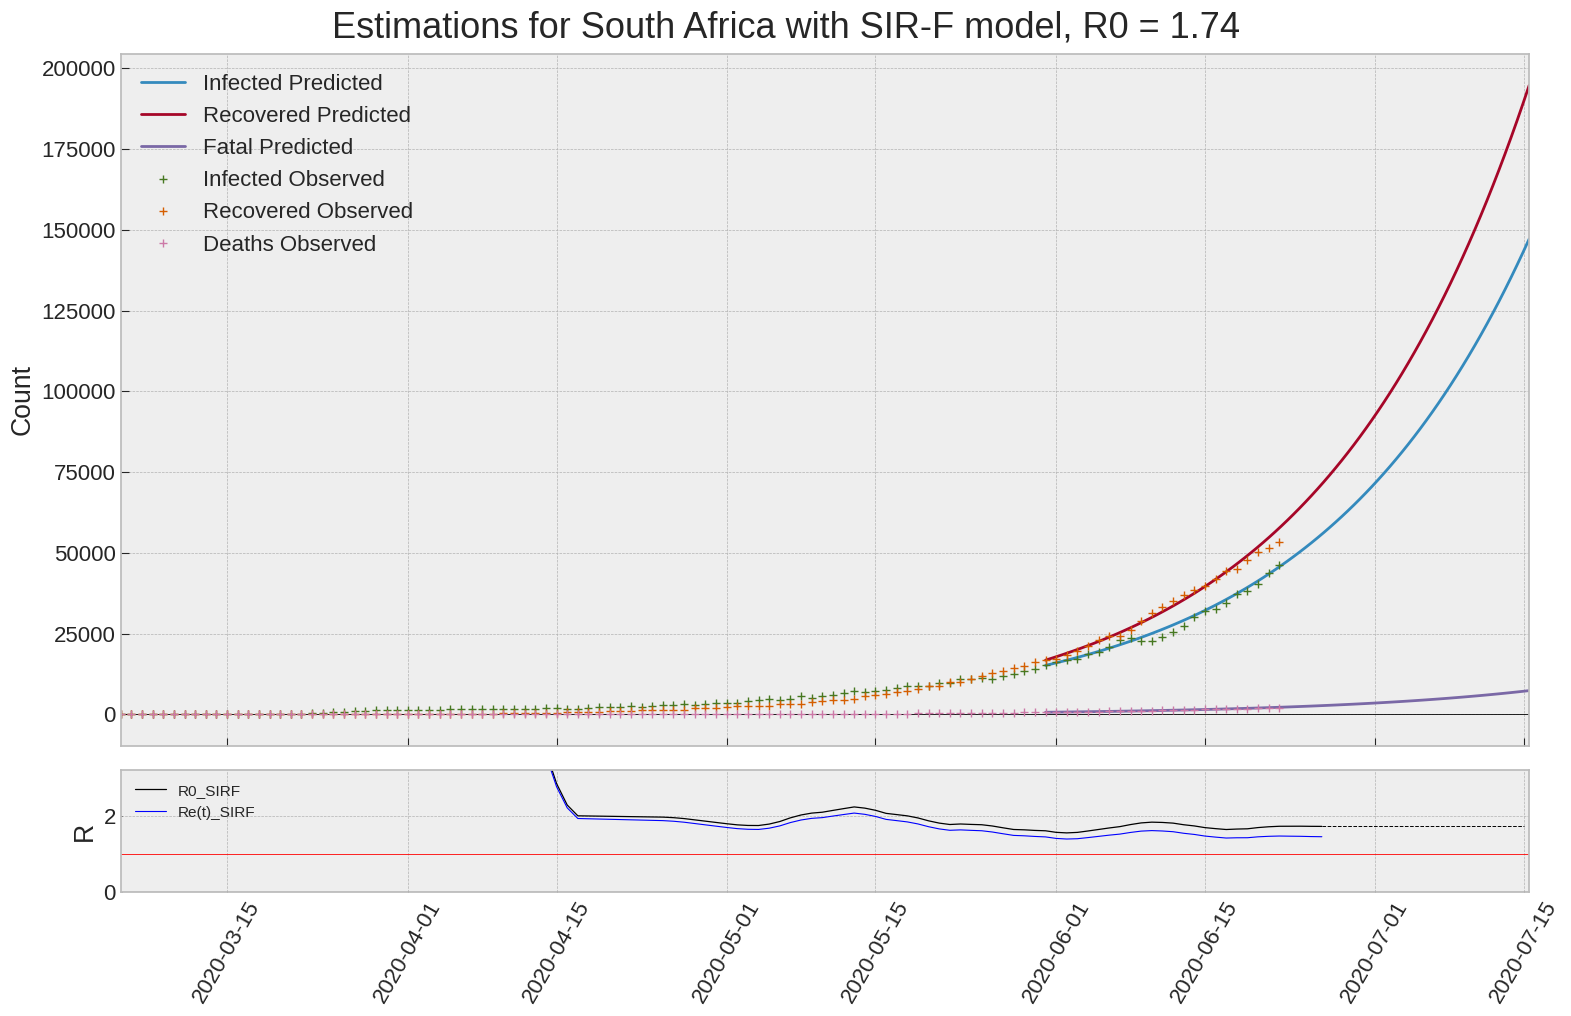 Estimations for South Africa with SIR-F model, R0 = 1.74
200000
175000
150000
125000
100000
75000
50000
25000
0
Count
Infected Predicted
Recovered Predicted
Fatal Predicted
Infected Observed
Recovered Observed
Deaths Observed
2
0
R
R0_SIRF
Re(t)_SIRF
2020-03-15
2020-04-01
2020-04-15
2020-05-01
2020-05-15
2020-06-01
2020-06-15
2020-07-01
2020-07-15